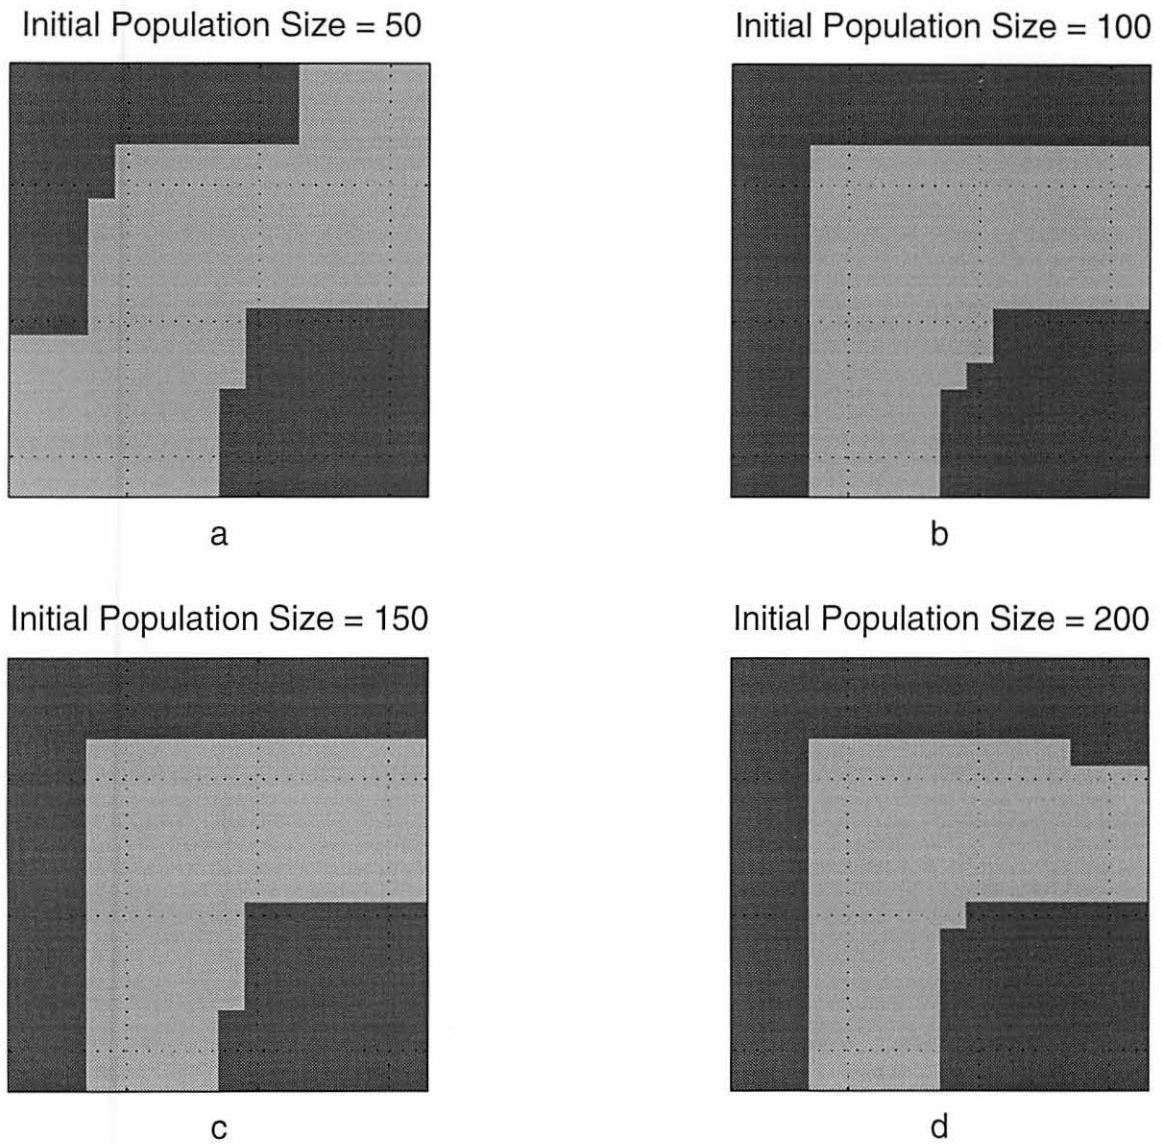 Initial Population Size = 50
Initial Population Size = 100
a
b
Initial Population Size = 150
Initial Population Size = 200
c
d